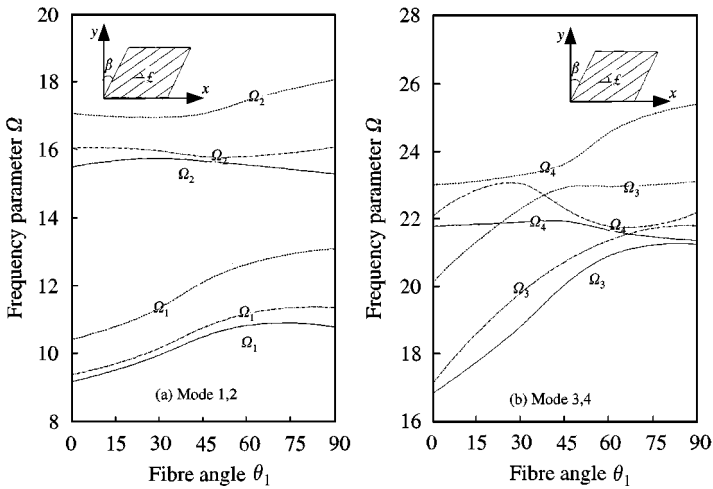 20
18
16
14
12
10
8
Frequency parameter Ω
y
β
£
x
Ω2
Ω2
Ω2
Ω1
Ω1
Ω1
(a) Mode 1,2
0 15 30 45 60 75 90
Fibre angle θ1
28
26
24
22
20
18
16
Frequency parameter Ω
y
β
£
x
Ω4
Ω3
Ω4
Ω4
Ω3
Ω3
(b) Mode 3,4
0 15 30 45 60 75 90
Fibre angle θ1